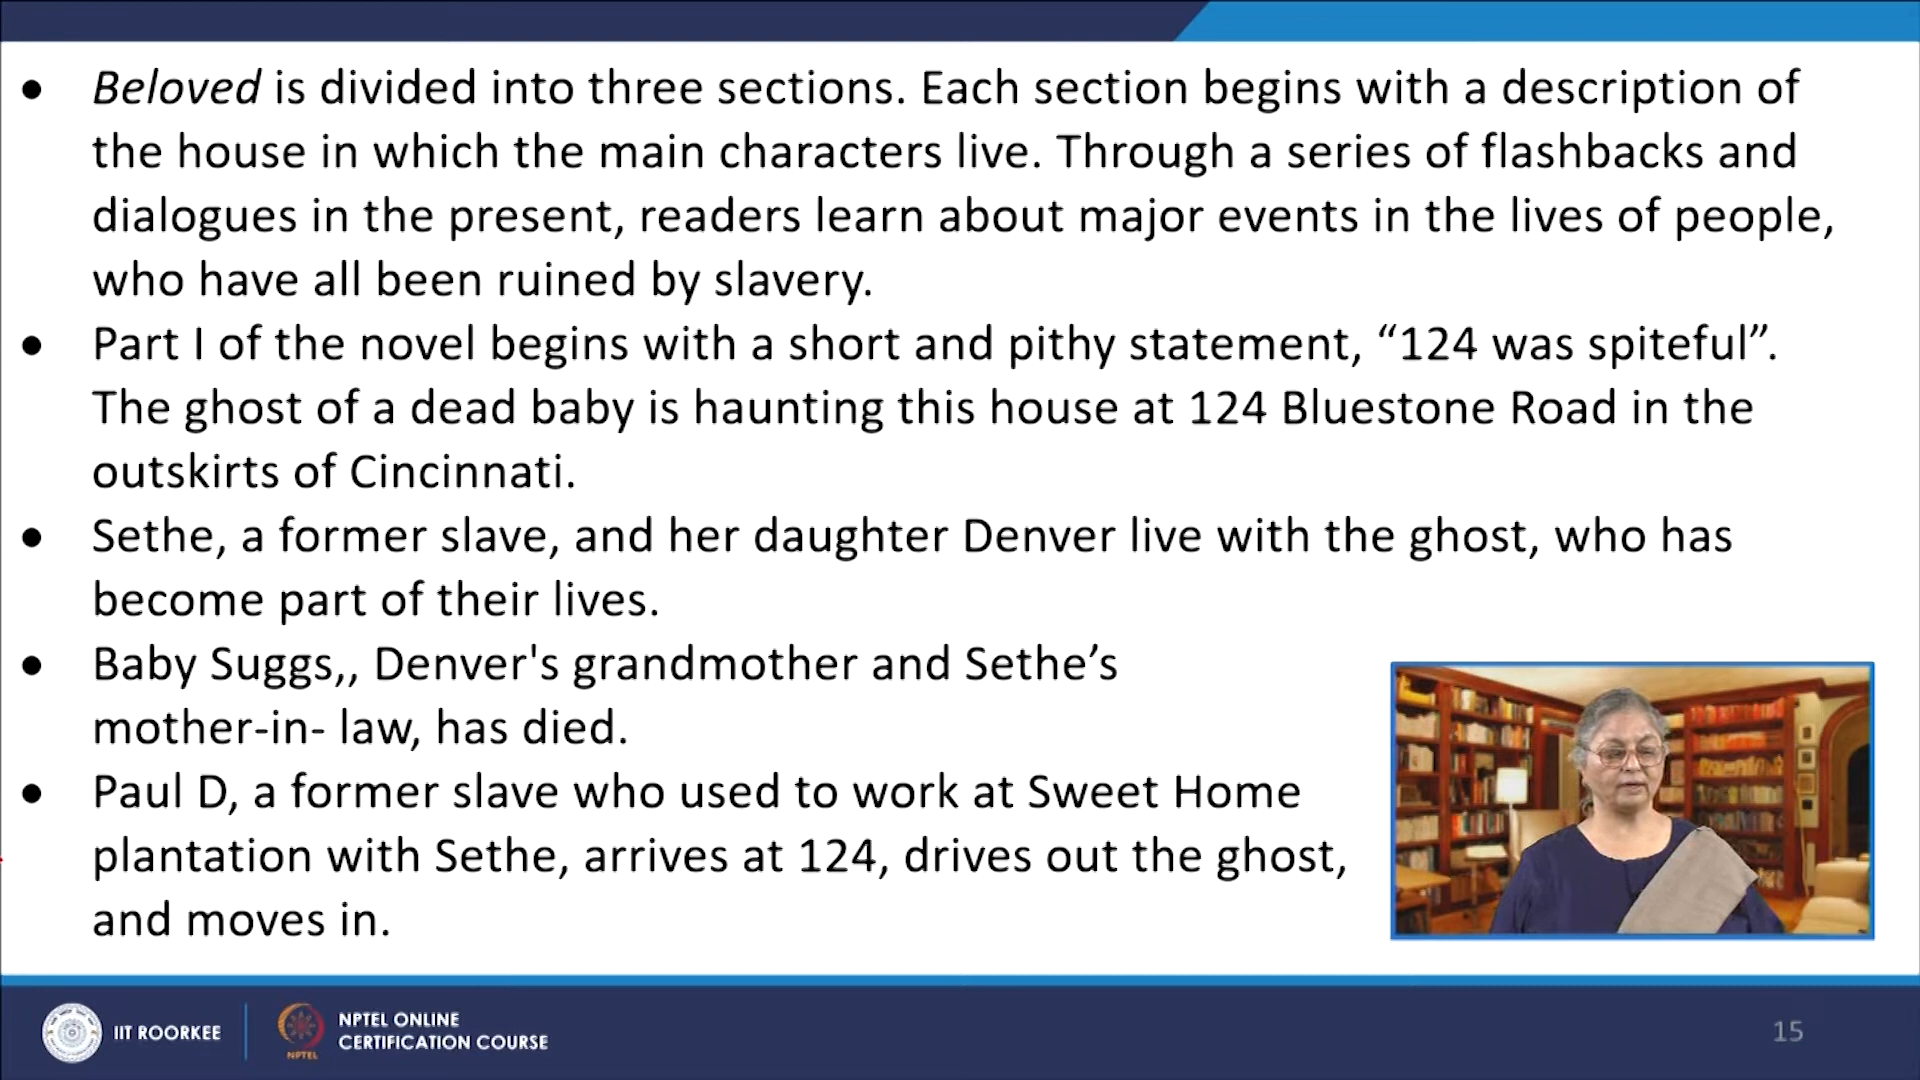 ● Beloved is divided into three sections. Each section begins with a description of
the house in which the main characters live. Through a series of flashbacks and
dialogues in the present, readers learn about major events in the lives of people,
who have all been ruined by slavery.
● Part I of the novel begins with a short and pithy statement, “124 was spiteful”.
The ghost of a dead baby is haunting this house at 124 Bluestone Road in the
outskirts of Cincinnati.
● Sethe, a former slave, and her daughter Denver live with the ghost, who has
become part of their lives.
● Baby Suggs,, Denver's grandmother and Sethe’s
mother-in- law, has died.
● Paul D, a former slave who used to work at Sweet Home
plantation with Sethe, arrives at 124, drives out the ghost,
and moves in.
IIT ROORKEE
NPTEL
NPTEL ONLINE
CERTIFICATION COURSE
15